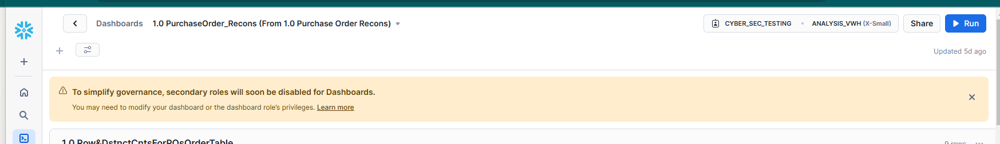 Dashboards 1.0 PurchaseOrder_Recons (From 1.0 Purchase Order Recons) CYBER_SEC_TESTING • ANALYSIS_VWH (X-Small) Share Run
Updated 5d ago
To simplify governance, secondary roles will soon be disabled for Dashboards.
You may need to modify your dashboard or the dashboard role's privileges. Learn more
1.0 Row&DstnctCntsForPOsOrderTable 9 rows